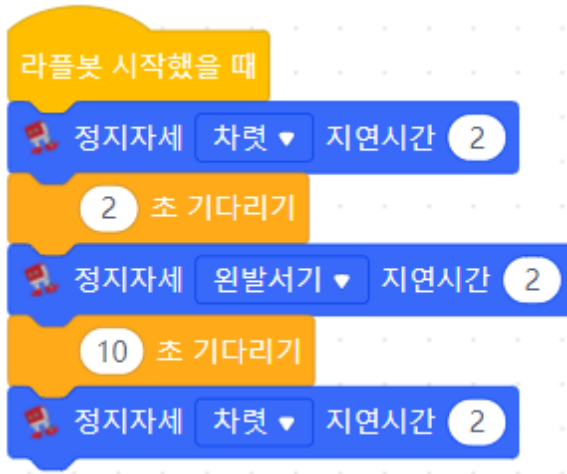 라플봇 시작했을 때
정지자세 차렷 지연시간 2
2 초 기다리기
정지자세 왼발서기 지연시간 2
10 초 기다리기
정지자세 차렷 지연시간 2